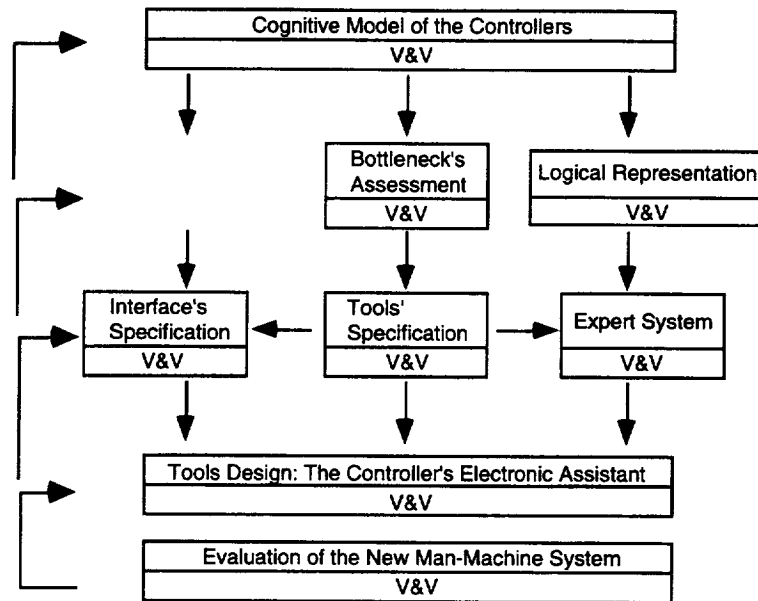 Cognitive Model of the Controllers
V&V
Bottleneck's
Assessment
V&V
Logical Representation
V&V
Interface's
Specification
V&V
Tools'
Specification
V&V
Expert System
V&V
Tools Design: The Controller's Electronic Assistant
V&V
Evaluation of the New Man-Machine System
V&V